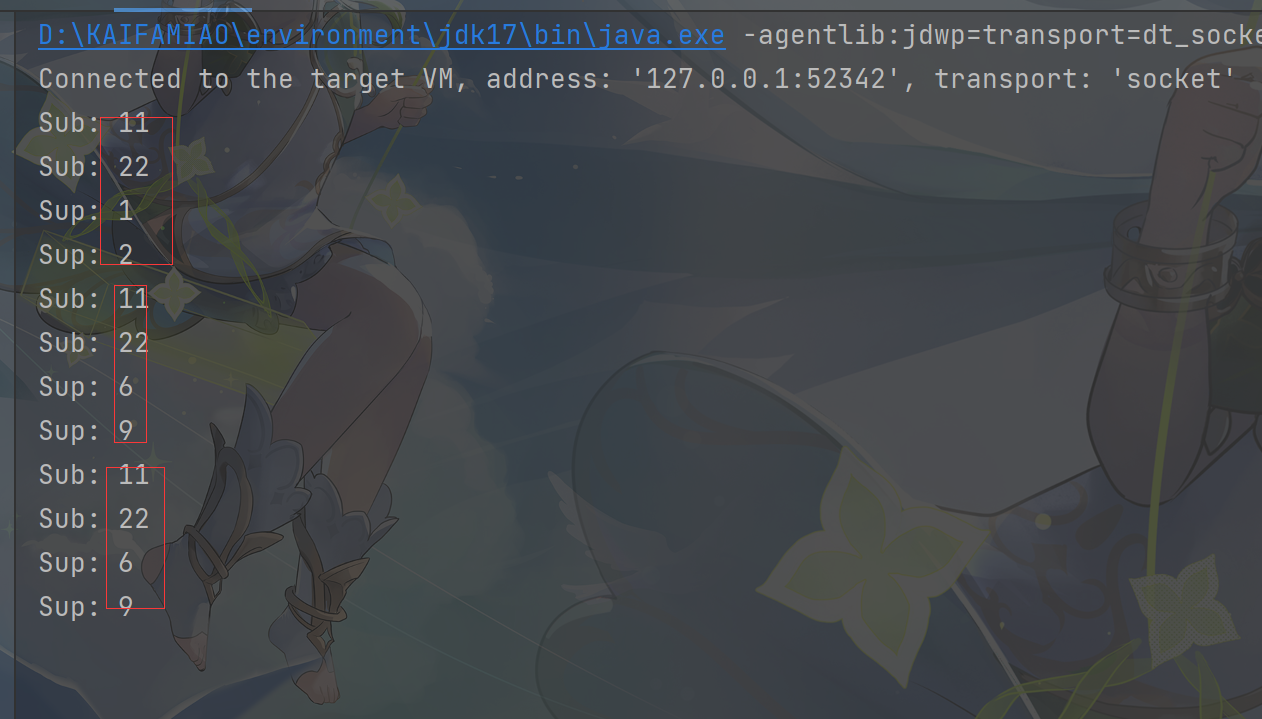 D:\KAIFAMIAO\environment\jdk17\bin\java.exe -agentlib:jdwp=transport=dt_socke
Connected to the target VM, address: '127.0.0.1:52342', transport: 'socket'
Sub: 11
Sub: 22
Sup: 1
Sup: 2
Sub: 11
Sub: 22
Sup: 6
Sup: 9
Sub: 11
Sub: 22
Sup: 6
Sup: 9